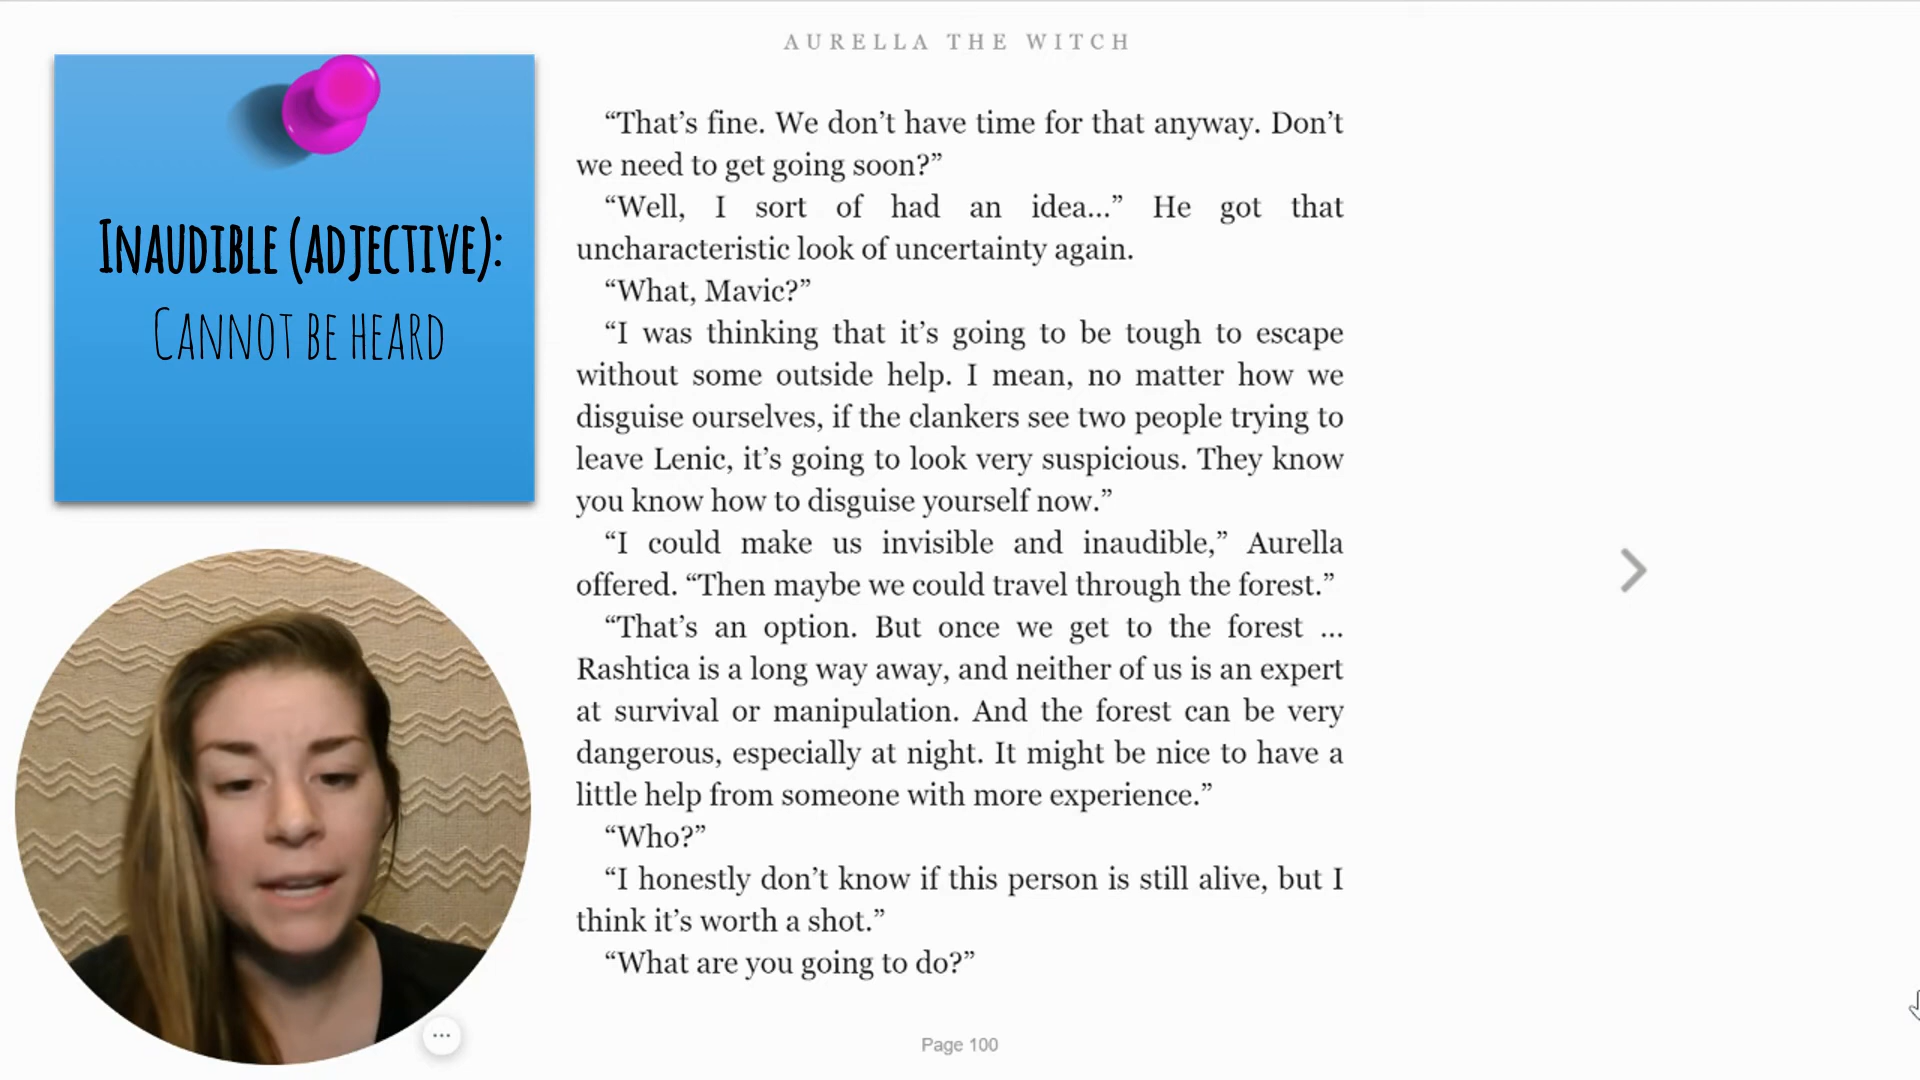 AURELLA THE WITCH
INAUDIBLE (ADJECTIVE):
CANNOT BE HEARD
“That’s fine. We don’t have time for that anyway. Don’t
we need to get going soon?”
“Well, I sort of had an idea...” He got that
uncharacteristic look of uncertainty again.
“What, Mavic?”
“I was thinking that it’s going to be tough to escape
without some outside help. I mean, no matter how we
disguise ourselves, if the clankers see two people trying to
leave Lenic, it’s going to look very suspicious. They know
you know how to disguise yourself now.”
“I could make us invisible and inaudible,” Aurella
offered. “Then maybe we could travel through the forest.”
“That’s an option. But once we get to the forest ...
Rashtica is a long way away, and neither of us is an expert
at survival or manipulation. And the forest can be very
dangerous, especially at night. It might be nice to have a
little help from someone with more experience.”
“Who?”
“I honestly don’t know if this person is still alive, but I
think it’s worth a shot.”
“What are you going to do?”
Page 100